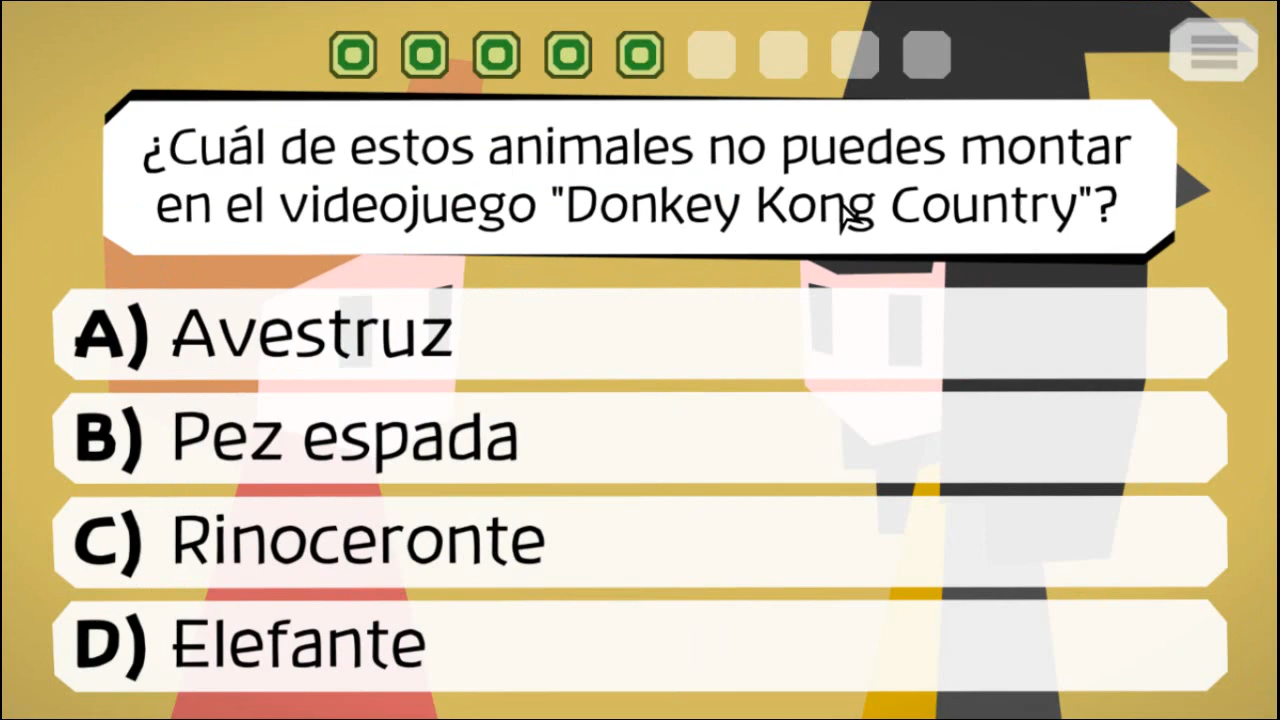 ¿Cuál de estos animales no puedes montar
en el videojuego "Donkey Kong Country"?
A) Avestruz
B) Pez espada
C) Rinoceronte
D) Elefante